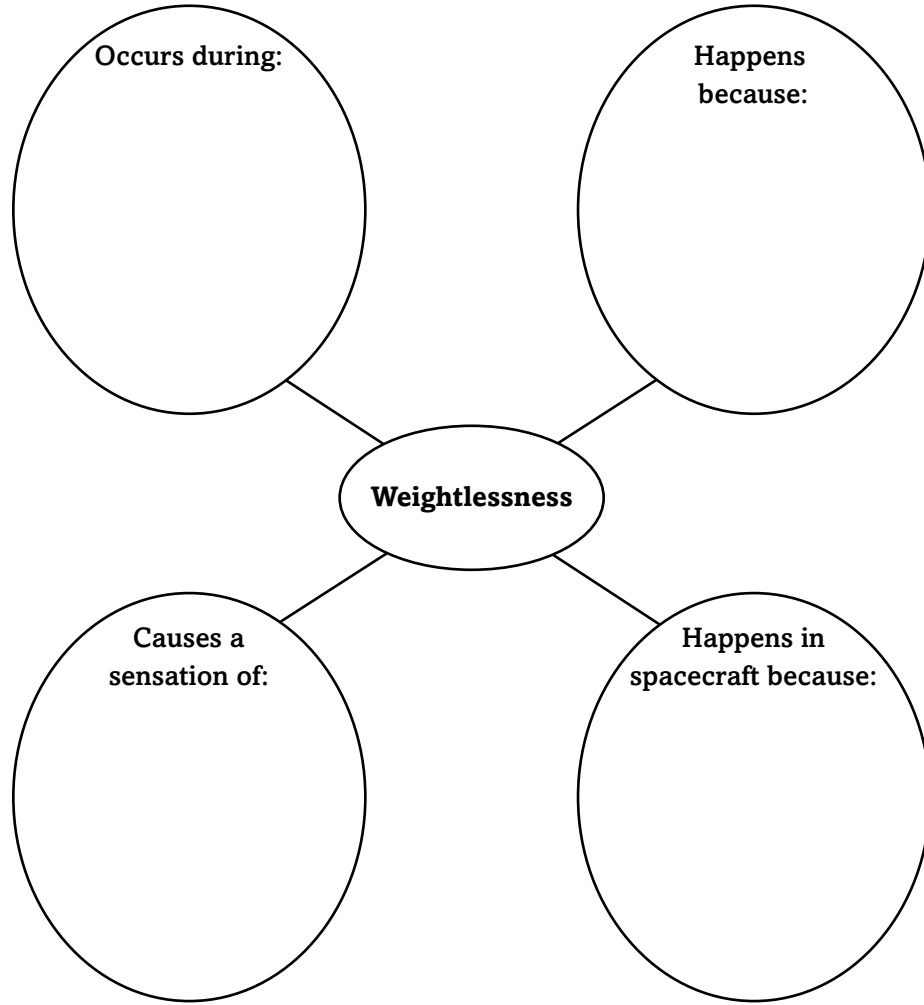 Occurs during:
Happens
because:
Weightlessness
Causes a
sensation of:
Happens in
spacecraft because: